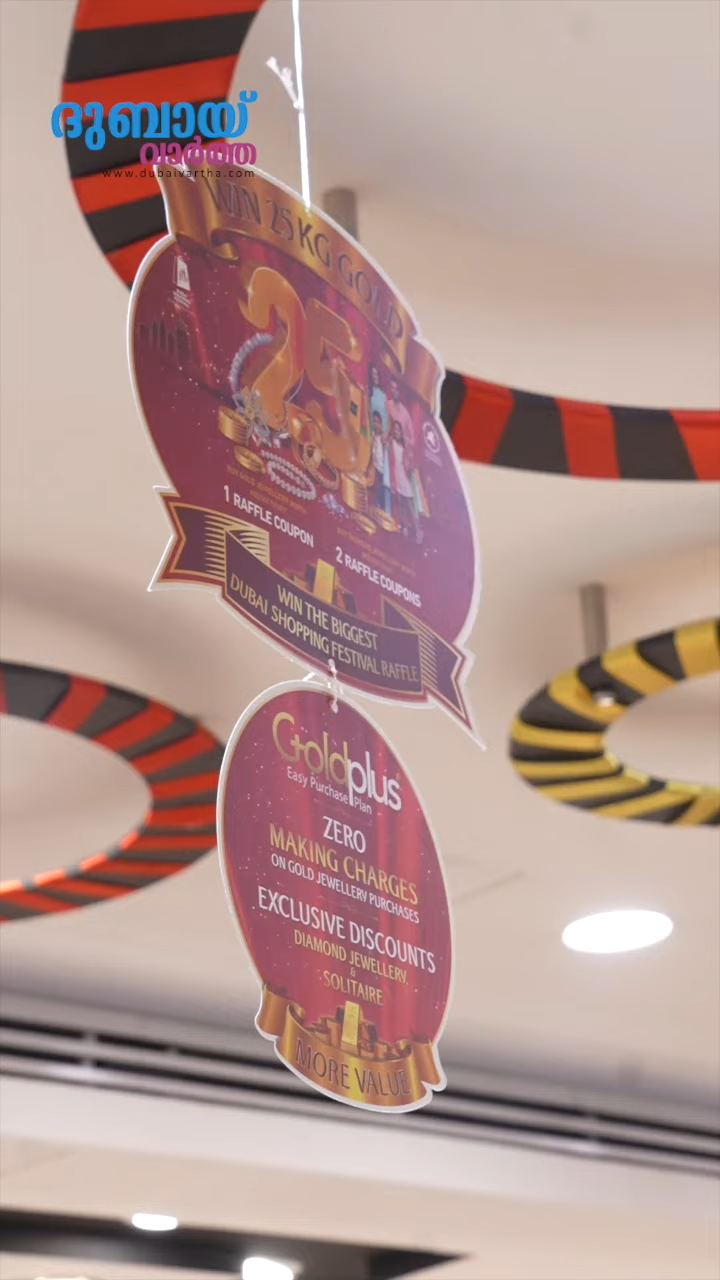 ദുബായ്
വാർത്ത
www.dubaivartha.com
WIN 25 KG GOLD
25
1 RAFFLE COUPON
2 RAFFLE COUPONS
WIN THE BIGGEST
DUBAI SHOPPING FESTIVAL RAFFLE
Goldplus
Easy Purchase Plan
ZERO
MAKING CHARGES
ON GOLD JEWELLERY PURCHASES
EXCLUSIVE DISCOUNTS
DIAMOND JEWELLERY
&
SOLITAIRE
MORE VALUE